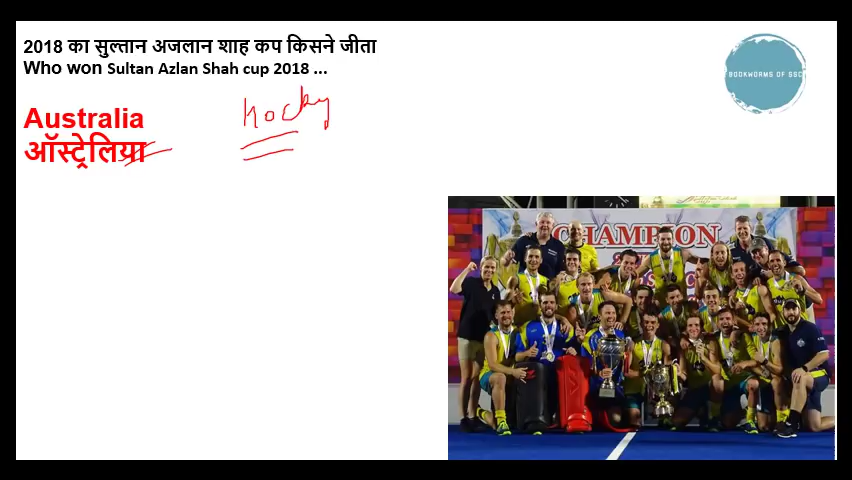 2018 का सुल्तान अजलान शाह कप किसने जीता
Who won Sultan Azlan Shah cup 2018 ...
BOOKWORMS OF SSC
Australia
hocky
ऑस्ट्रेलिया
CHAMPION